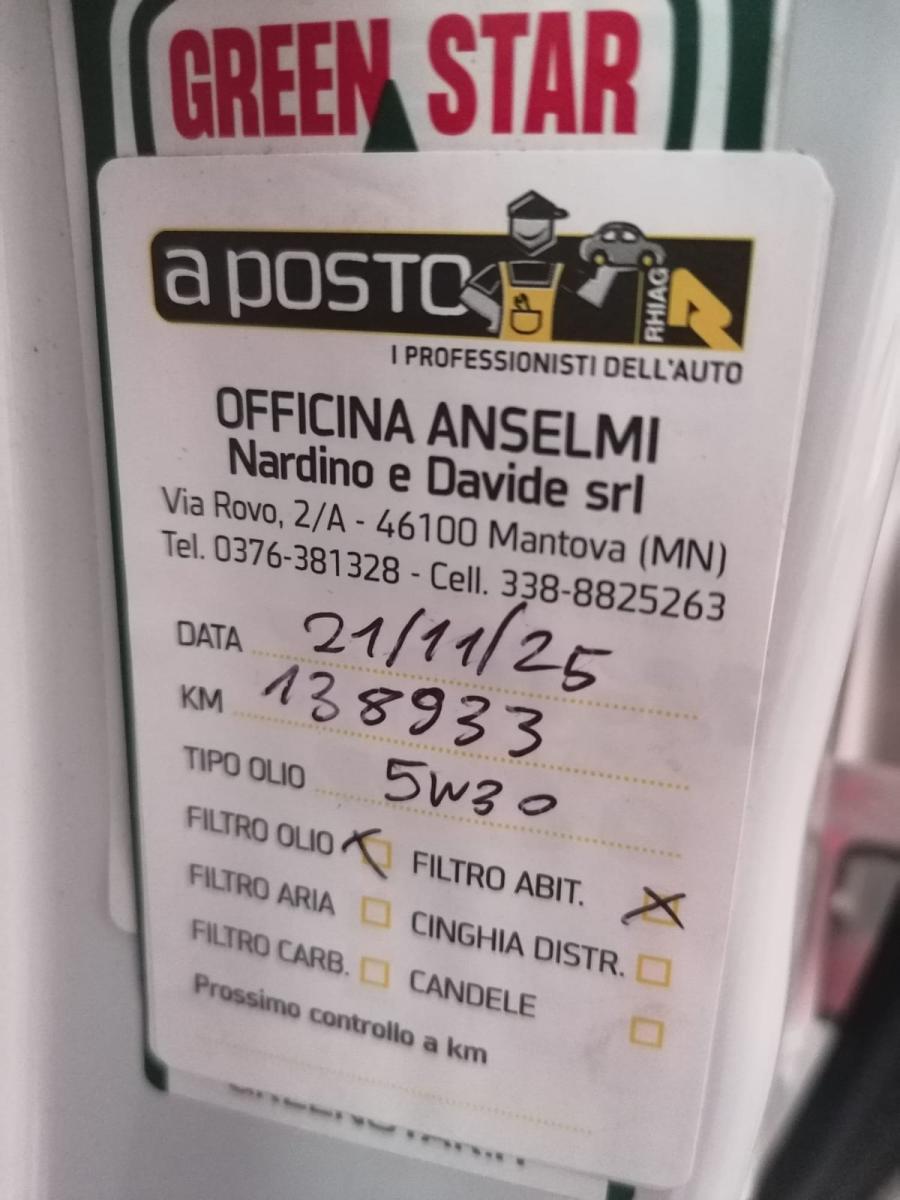 GREEN STAR
a POSTO
RHIAG
I PROFESSIONISTI DELL'AUTO
OFFICINA ANSELMI
Nardino e Davide srl
Via Rovo, 2/A - 46100 Mantova (MN)
Tel. 0376-381328 - Cell. 338-8825263
DATA 21/11/25
KM 138933
TIPO OLIO 5W30
FILTRO OLIO FILTRO ABIT.
FILTRO ARIA CINGHIA DISTR.
FILTRO CARB. CANDELE
Prossimo controllo a km